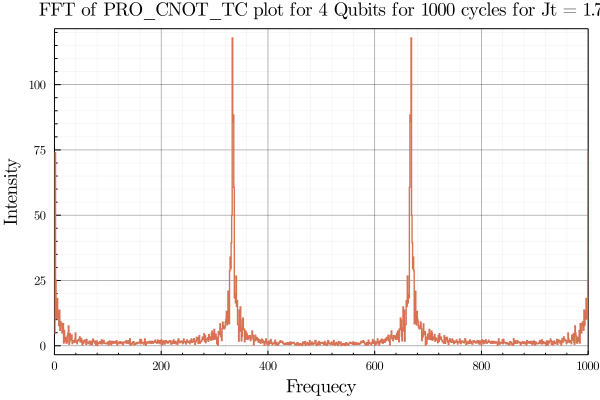 FFT of PRO_CNOT_TC plot for 4 Qubits for 1000 cycles for Jt = 1.7
100
75
50
25
0
Intensity
0 200 400 600 800 1000
Frequecy